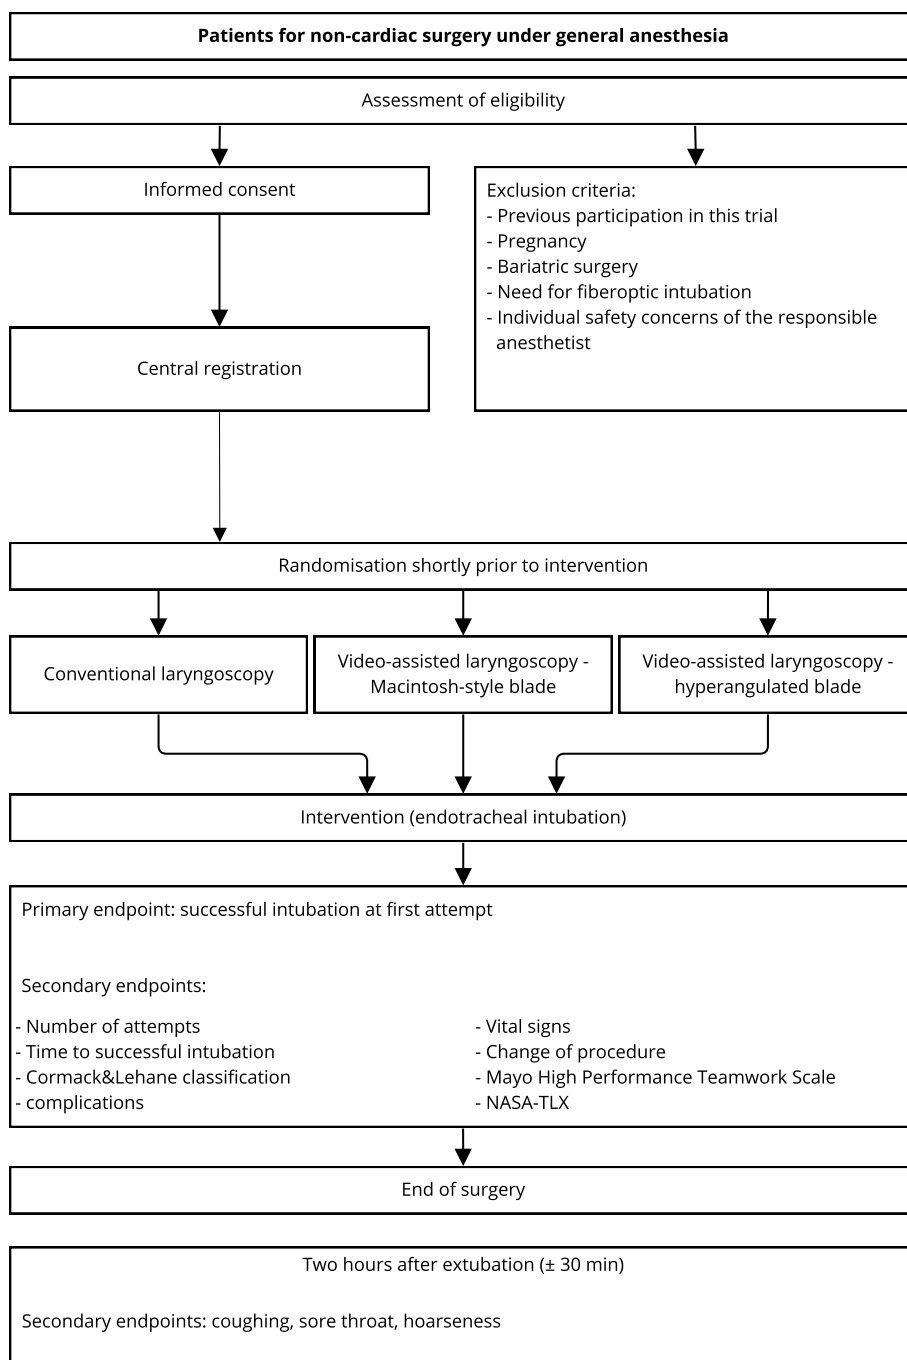 Patients for non-cardiac surgery under general anesthesia
Assessment of eligibility
Informed consent
Exclusion criteria:
- Previous participation in this trial
- Pregnancy
- Bariatric surgery
- Need for fiberoptic intubation
- Individual safety concerns of the responsible
anesthetist
Central registration
Randomisation shortly prior to intervention
Conventional laryngoscopy
Video-assisted laryngoscopy -
Macintosh-style blade
Video-assisted laryngoscopy -
hyperangulated blade
Intervention (endotracheal intubation)
Primary endpoint: successful intubation at first attempt
Secondary endpoints:
- Number of attempts
- Time to successful intubation
- Cormack&Lehane classification
- complications
- Vital signs
- Change of procedure
- Mayo High Performance Teamwork Scale
- NASA-TLX
End of surgery
Two hours after extubation (± 30 min)
Secondary endpoints: coughing, sore throat, hoarseness